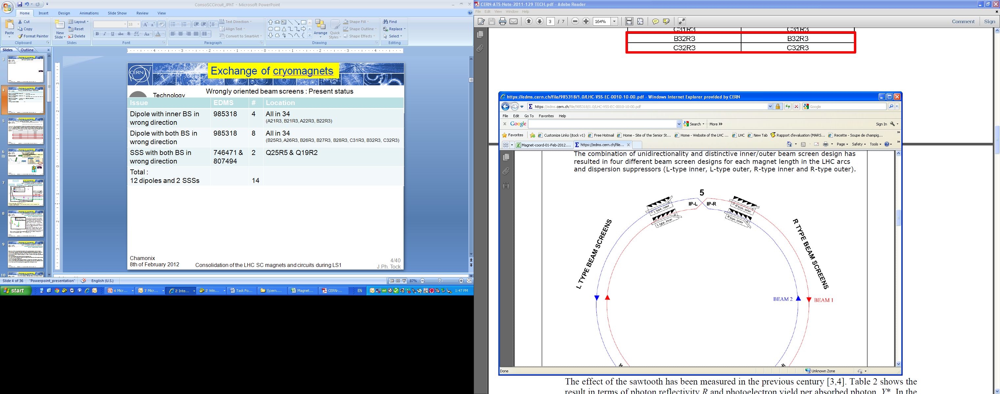 ConsoSCCircuit_JPhT - Microsoft PowerPoint
Home Insert Design Animations Slide Show Review View
Paste
Cut
Copy
Format Painter
Clipboard
New Slide
Layout
Reset
Delete
Slides
18
Font
Paragraph
Text Direction
Align Text
Convert to SmartArt
Arrange
Quick Styles
Shape Fill
Shape Outline
Shape Effects
Drawing
Find
Replace
Select
Editing
Slides Outline
3
4
5
6
7
8
9
10
CERN
Exchange of cryomagnets
Technology
Wrongly oriented beam screens : Present status
Issue EDMS # Location
Dipole with inner BS in wrong direction 985318 4 All in 34
(A21R3, B21R3, A22R3, B22R3)
Dipole with both BS in wrong direction 985318 8 All in 34
(B25R3, A26R3, B26R3, B27R3, B28R3, C31R3, B32R3, C32R3)
SSS with both BS in wrong direction 746471 & 807494 2 Q25R5 & Q19R2
Total :
12 dipoles and 2 SSSs 14
Chamonix
8th of February 2012
Consolidation of the LHC SC magnets and circuits during LS1
4/40
J.Ph. Tock
Slide 4 of 36 "Powerpoint_presentation" English (U.S.) 87%
start
4 Micr...
7 Micr...
2 Inte...
2 Win...
Task Fo...
\\cern....
Magnet...
CERN-...
EN
1:47 PM
CERN-ATS-Note-2011-129 TECH.pdf - Adobe Reader
File Edit View Window Help
3 / 7 164% Comment Sign
C31R3 C31R3
B32R3 B32R3
C32R3 C32R3
https://edms.cern.ch/file/985318/1.0/LHC-VSS-EC-0010-10-00.pdf - Windows Internet Explorer provided by CERN
https://edms.cern.ch/file/985318/1.0/LHC-VSS-EC-0010-10-00.pdf
Google
File Edit Go To Favorites Help
x Google Search More >> Sign In
Favorites Customize Links (jtock v1) Free Hotmail Home - Site of the Senior St... Home - Website of the LHC ... LHC New Tab Rapport d'evaluation (MARS... Recette - Soupe de champig...
Magnet-coord-01-Feb-2012.... https://edms.cern.ch/file... Page Safety Tools
The combination of unidirectionality and distinctive inner/outer beam screen design has
resulted in four different beam screen designs for each magnet length in the LHC arcs
and dispersion suppressors (L-type inner, L-type outer, R-type inner and R-type outer).
5
IP-L IP-R
L type, outer
L type, inner
R type, outer
R type, inner
L TYPE BEAM SCREENS
R TYPE BEAM SCREENS
BEAM 2
BEAM 1
Done Unknown Zone
The effect of the sawtooth has been measured in the previous century [3,4]. Table 2 shows the
result in terms of photon reflectivity R and photoelectron yield per absorbed photon, Y*. In the